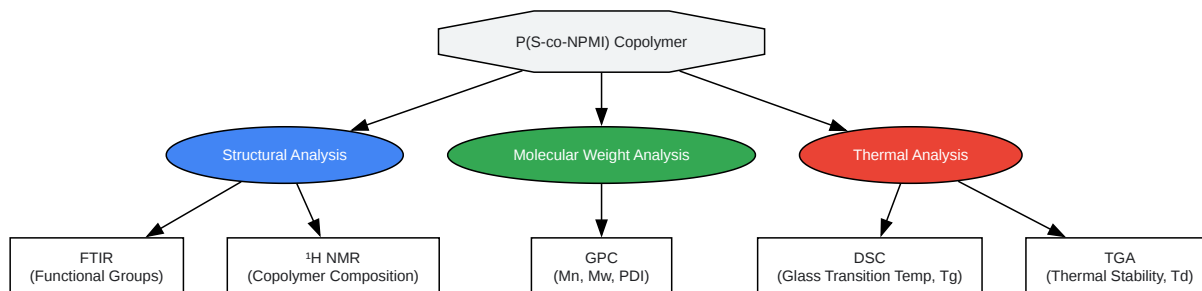 P(S-co-NPMI) Copolymer
Structural Analysis
Molecular Weight Analysis
Thermal Analysis
FTIR
(Functional Groups)
¹H NMR
(Copolymer Composition)
GPC
(Mn, Mw, PDI)
DSC
(Glass Transition Temp, Tg)
TGA
(Thermal Stability, Td)